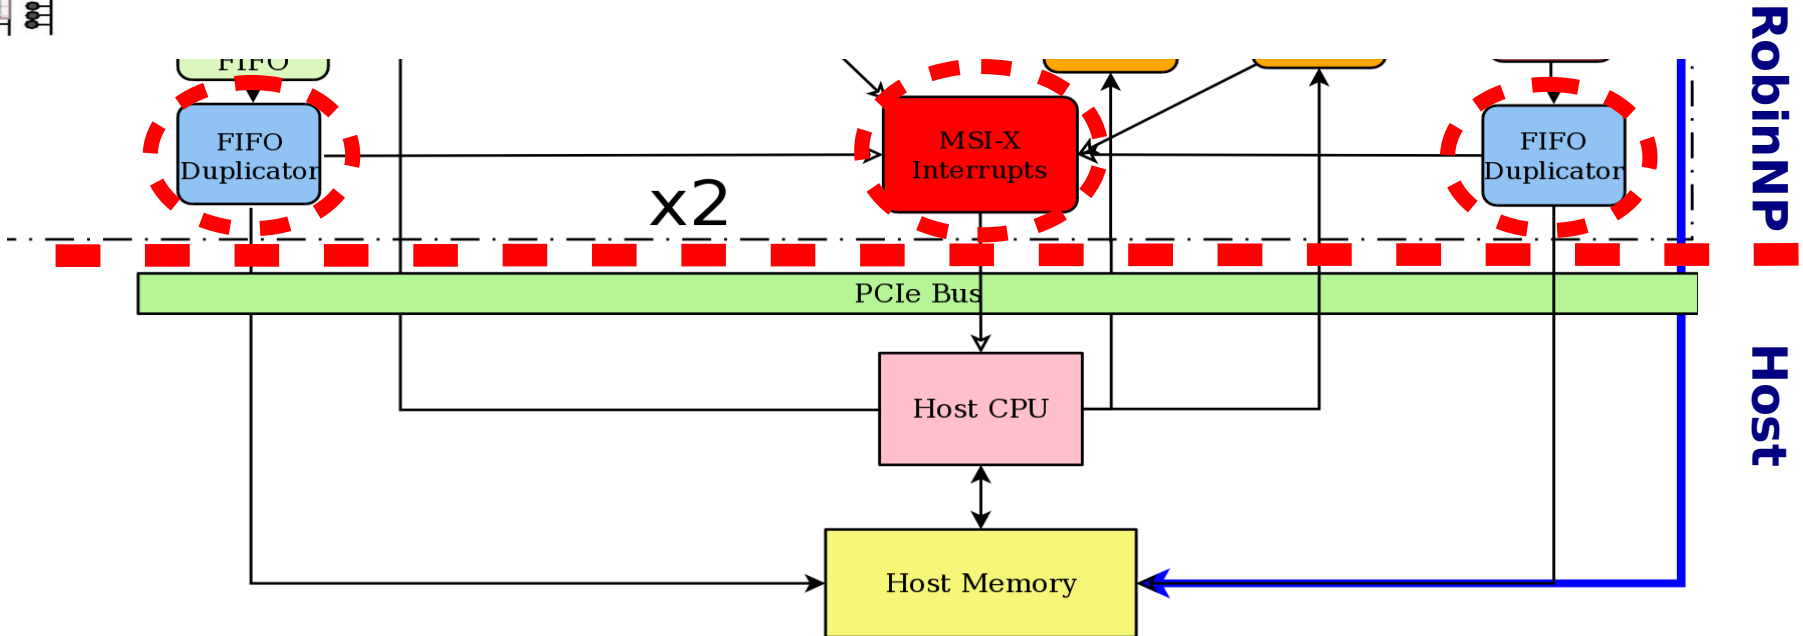 FIFO
FIFO
Duplicator
MSI-X
Interrupts
FIFO
Duplicator
x2
RobinNP
PCIe Bus
Host CPU
Host
Host Memory